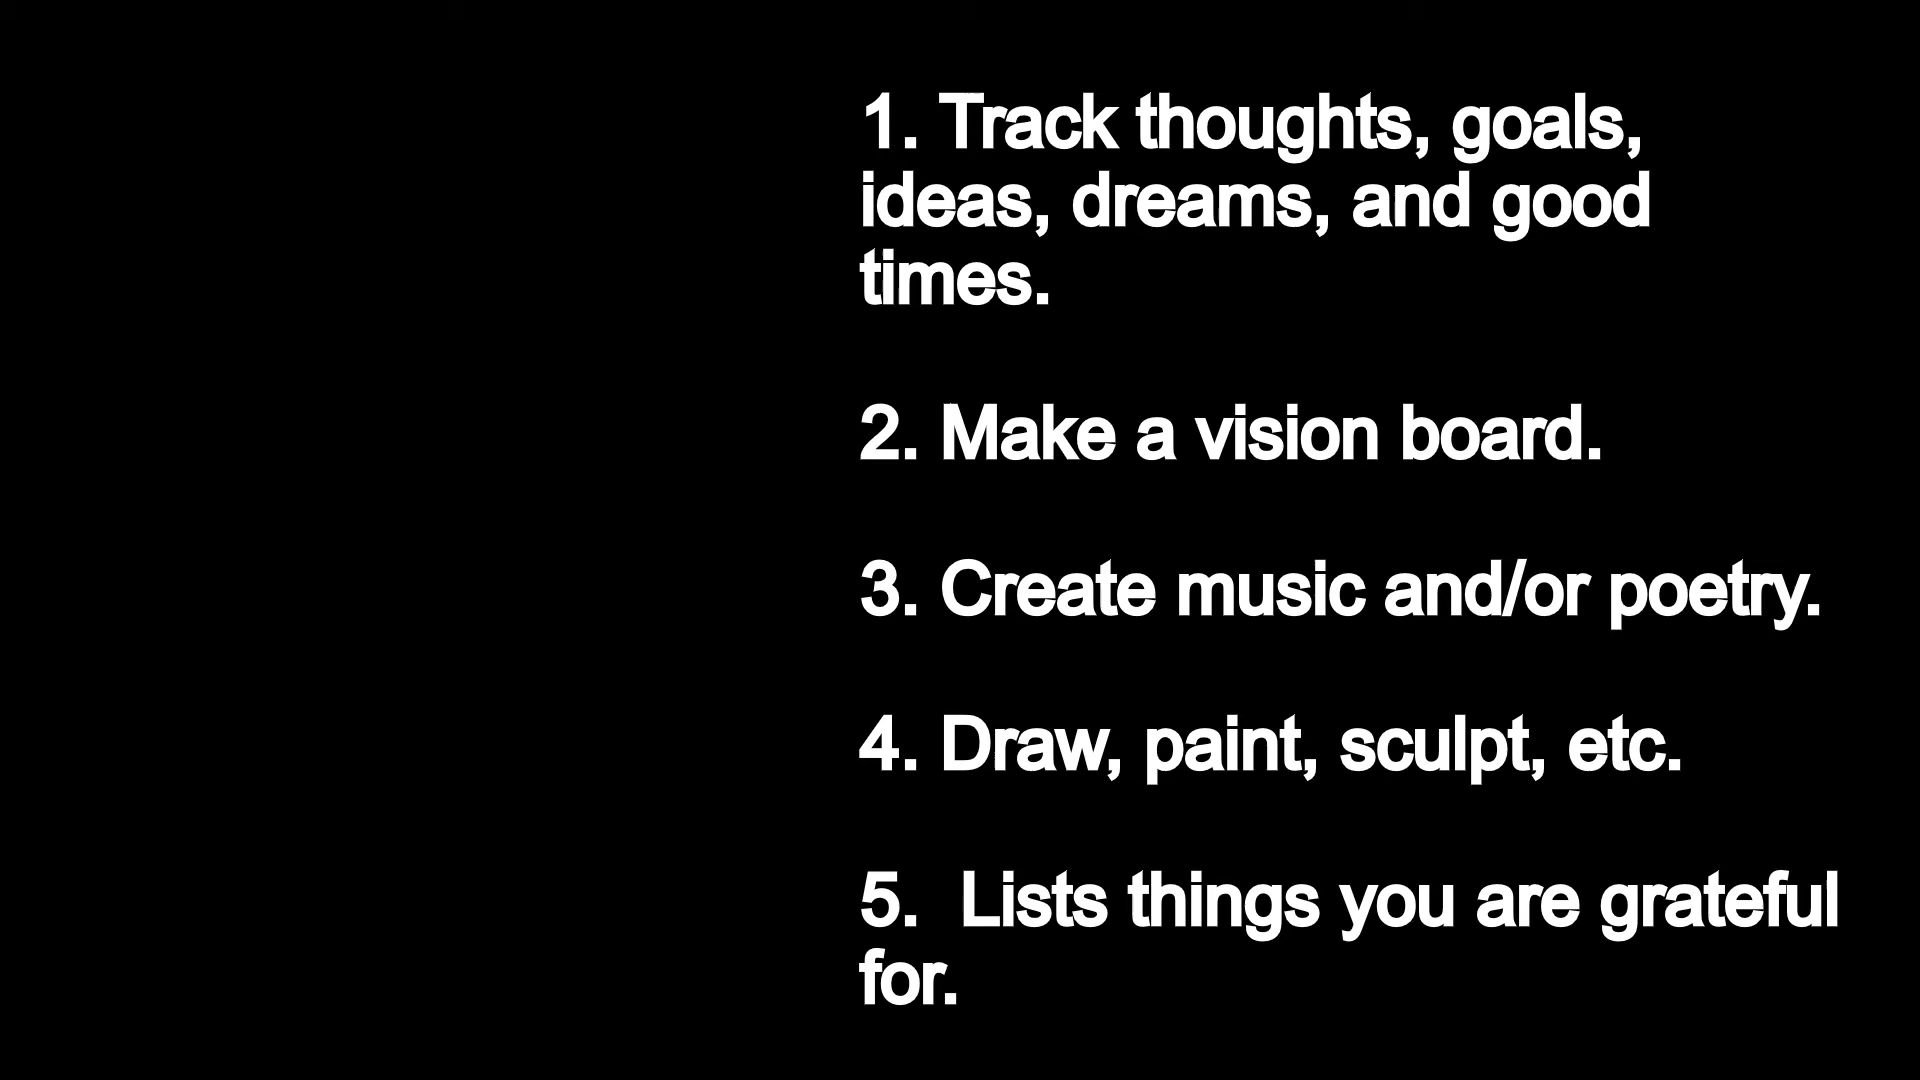 1. Track thoughts, goals,
ideas, dreams, and good
times.
2. Make a vision board.
3. Create music and/or poetry.
4. Draw, paint, sculpt, etc.
5.  Lists things you are grateful
for.